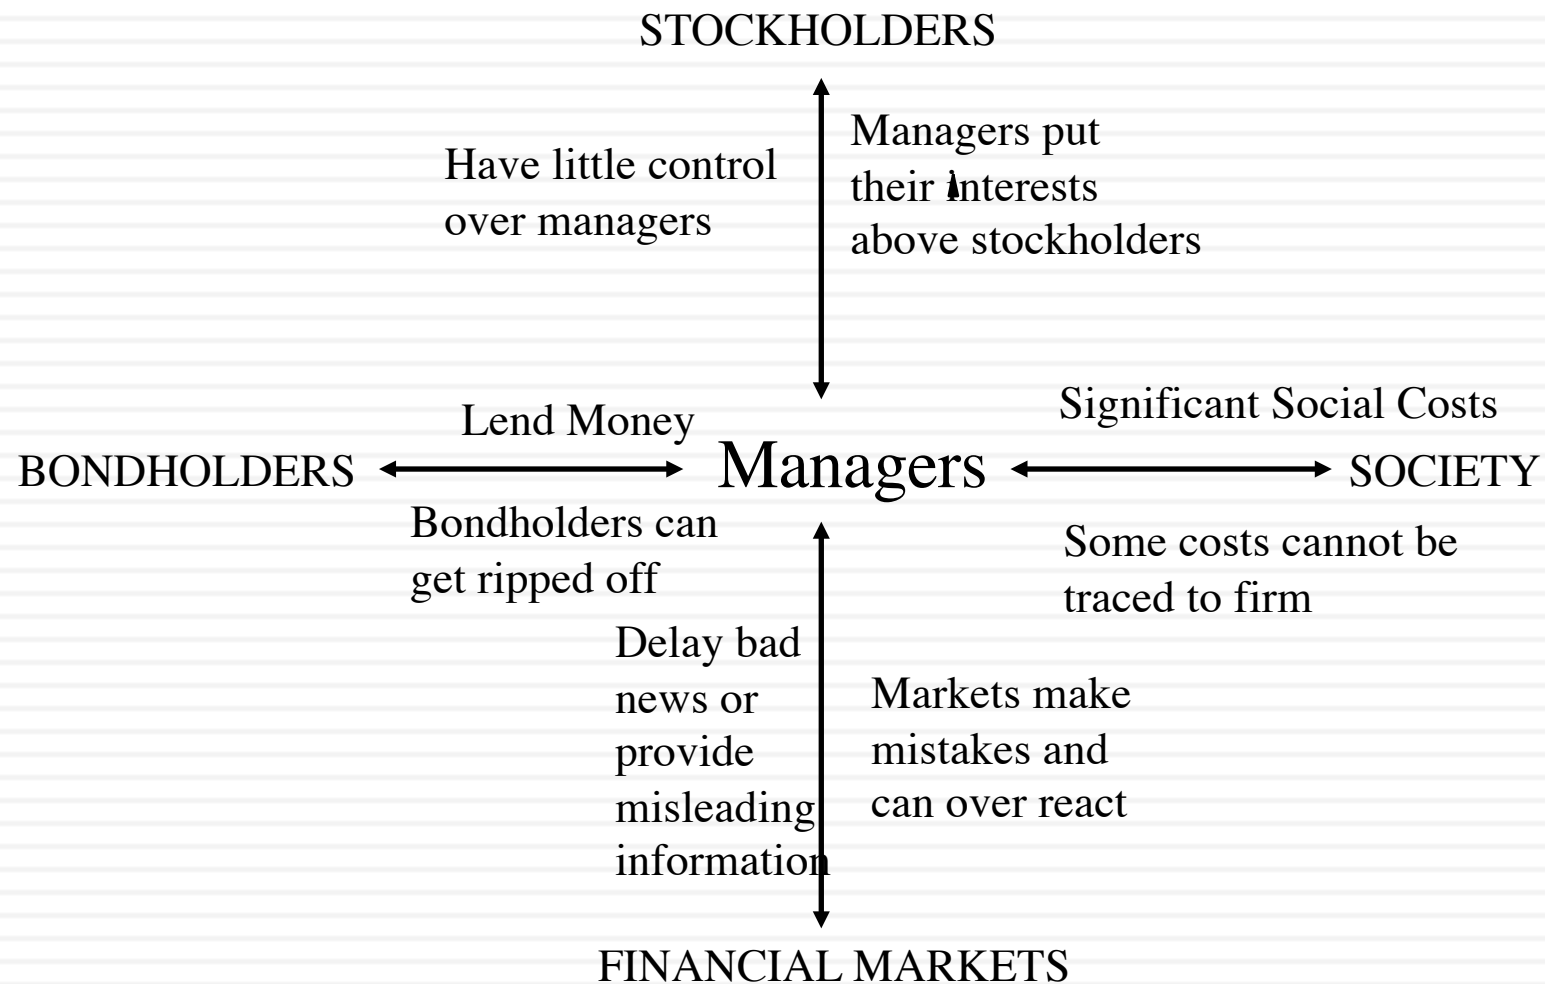 STOCKHOLDERS
Have little control
over managers
Managers put
their interests
above stockholders
Lend Money
Significant Social Costs
BONDHOLDERS
Managers
SOCIETY
Bondholders can
get ripped off
Some costs cannot be
traced to firm
Delay bad
news or
provide
misleading
information
Markets make
mistakes and
can over react
FINANCIAL MARKETS